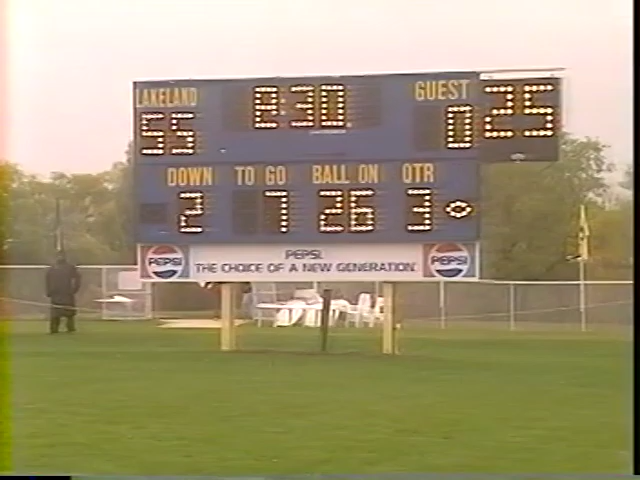 LAKELAND 8:30 GUEST 25
55 0
DOWN TO GO BALL ON QTR
2 7 26 3
PEPSI PEPSI. PEPSI
THE CHOICE OF A NEW GENERATION.